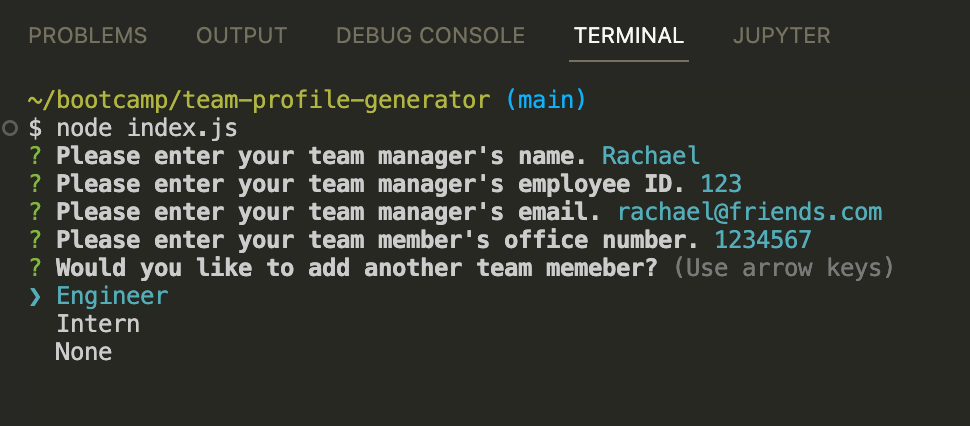 PROBLEMS OUTPUT DEBUG CONSOLE TERMINAL JUPYTER
~/bootcamp/team-profile-generator (main)
$ node index.js
? Please enter your team manager's name. Rachael
? Please enter your team manager's employee ID. 123
? Please enter your team manager's email. rachael@friends.com
? Please enter your team member's office number. 1234567
? Would you like to add another team memeber? (Use arrow keys)
❯ Engineer
Intern
None